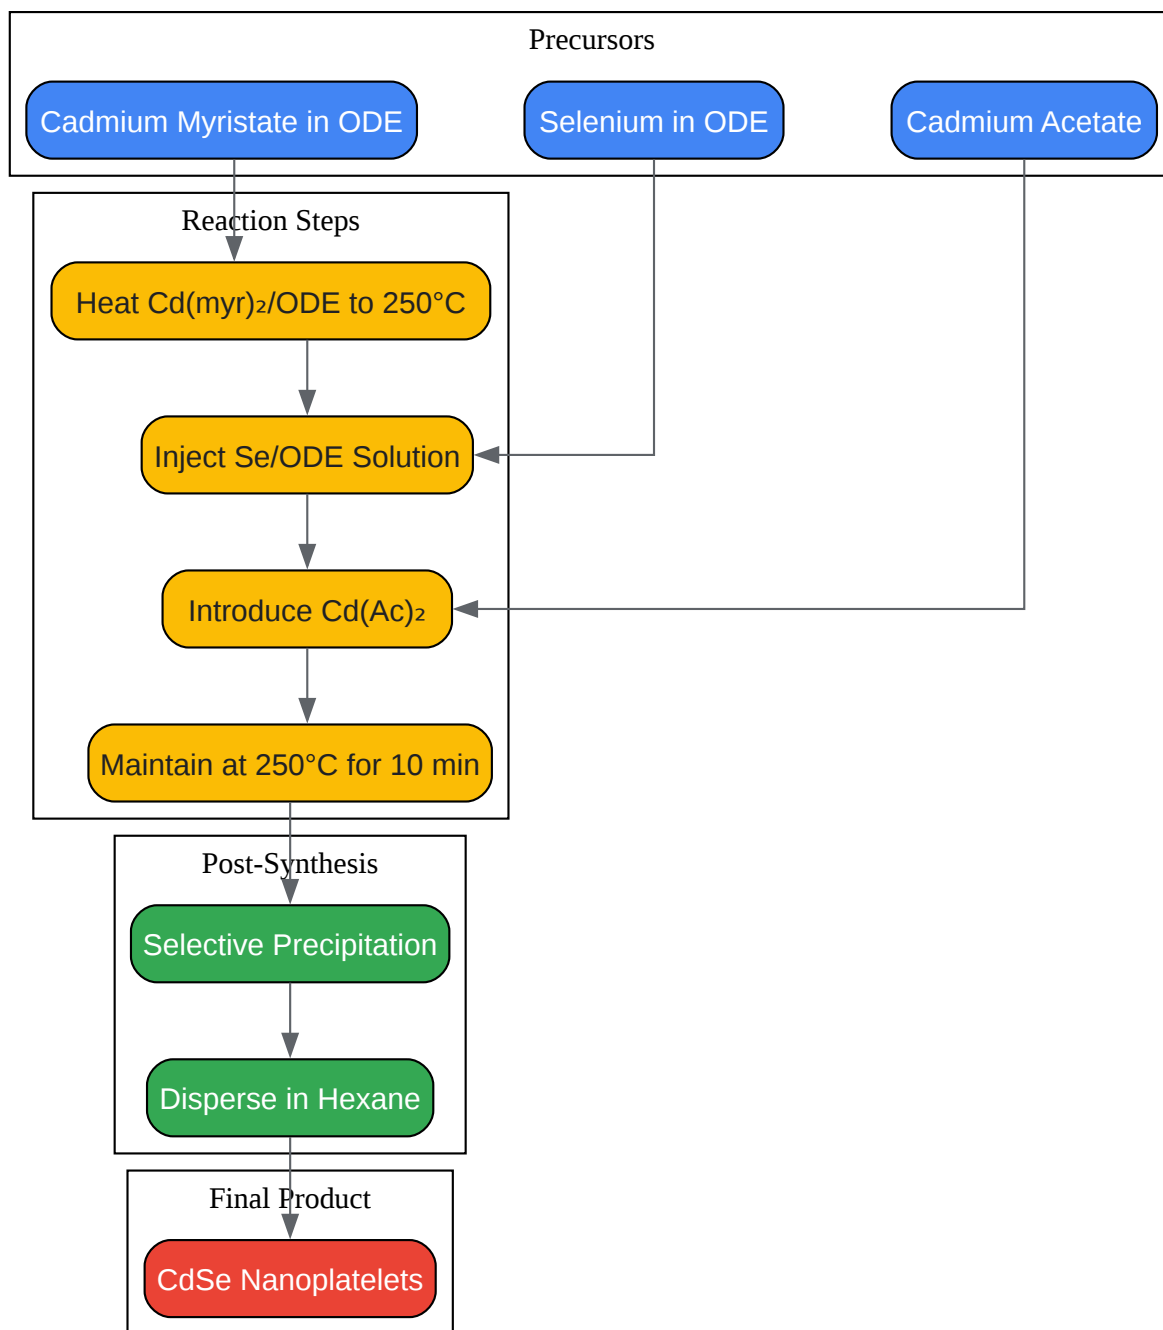 Precursors
Cadmium Myristate in ODE
Selenium in ODE
Cadmium Acetate
Reaction Steps
Heat Cd(myr)₂/ODE to 250°C
Inject Se/ODE Solution
Introduce Cd(Ac)₂
Maintain at 250°C for 10 min
Post-Synthesis
Selective Precipitation
Disperse in Hexane
Final Product
CdSe Nanoplatelets